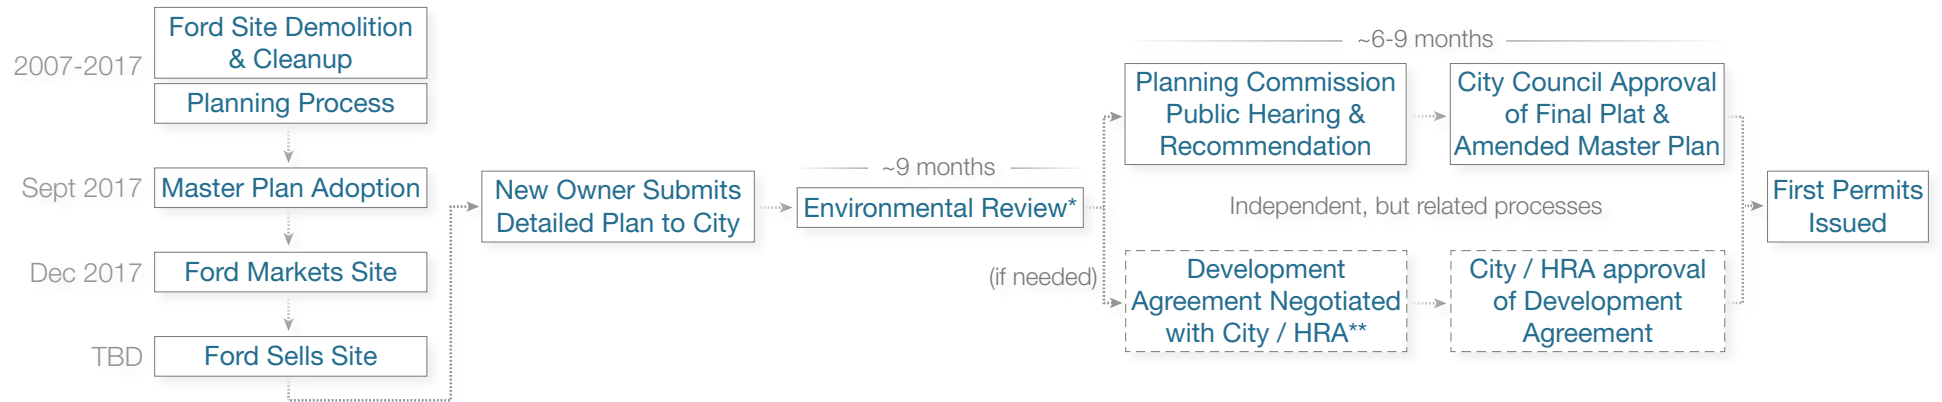 2007-2017
Ford Site Demolition
& Cleanup
Planning Process
Sept 2017
Master Plan Adoption
Dec 2017
Ford Markets Site
TBD
Ford Sells Site
New Owner Submits
Detailed Plan to City
~9 months
Environmental Review*
~6-9 months
Planning Commission
Public Hearing &
Recommendation
City Council Approval
of Final Plat &
Amended Master Plan
Independent, but related processes
(if needed)
Development
Agreement Negotiated
with City / HRA**
City / HRA approval
of Development
Agreement
First Permits
Issued